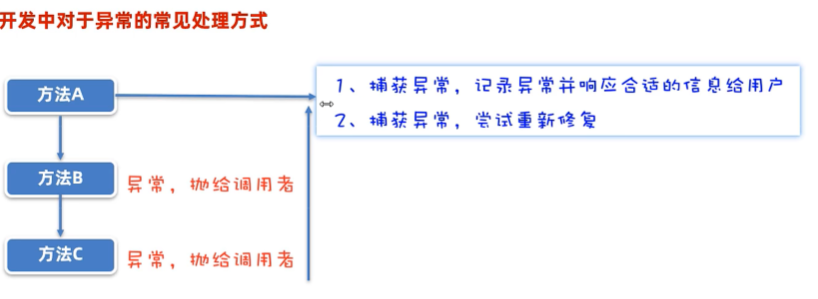 开发中对于异常的常见处理方式
方法A
1、捕获异常，记录异常并响应合适的信息给用户
2、捕获异常，尝试重新修复
方法B
异常，抛给调用者
方法C
异常，抛给调用者